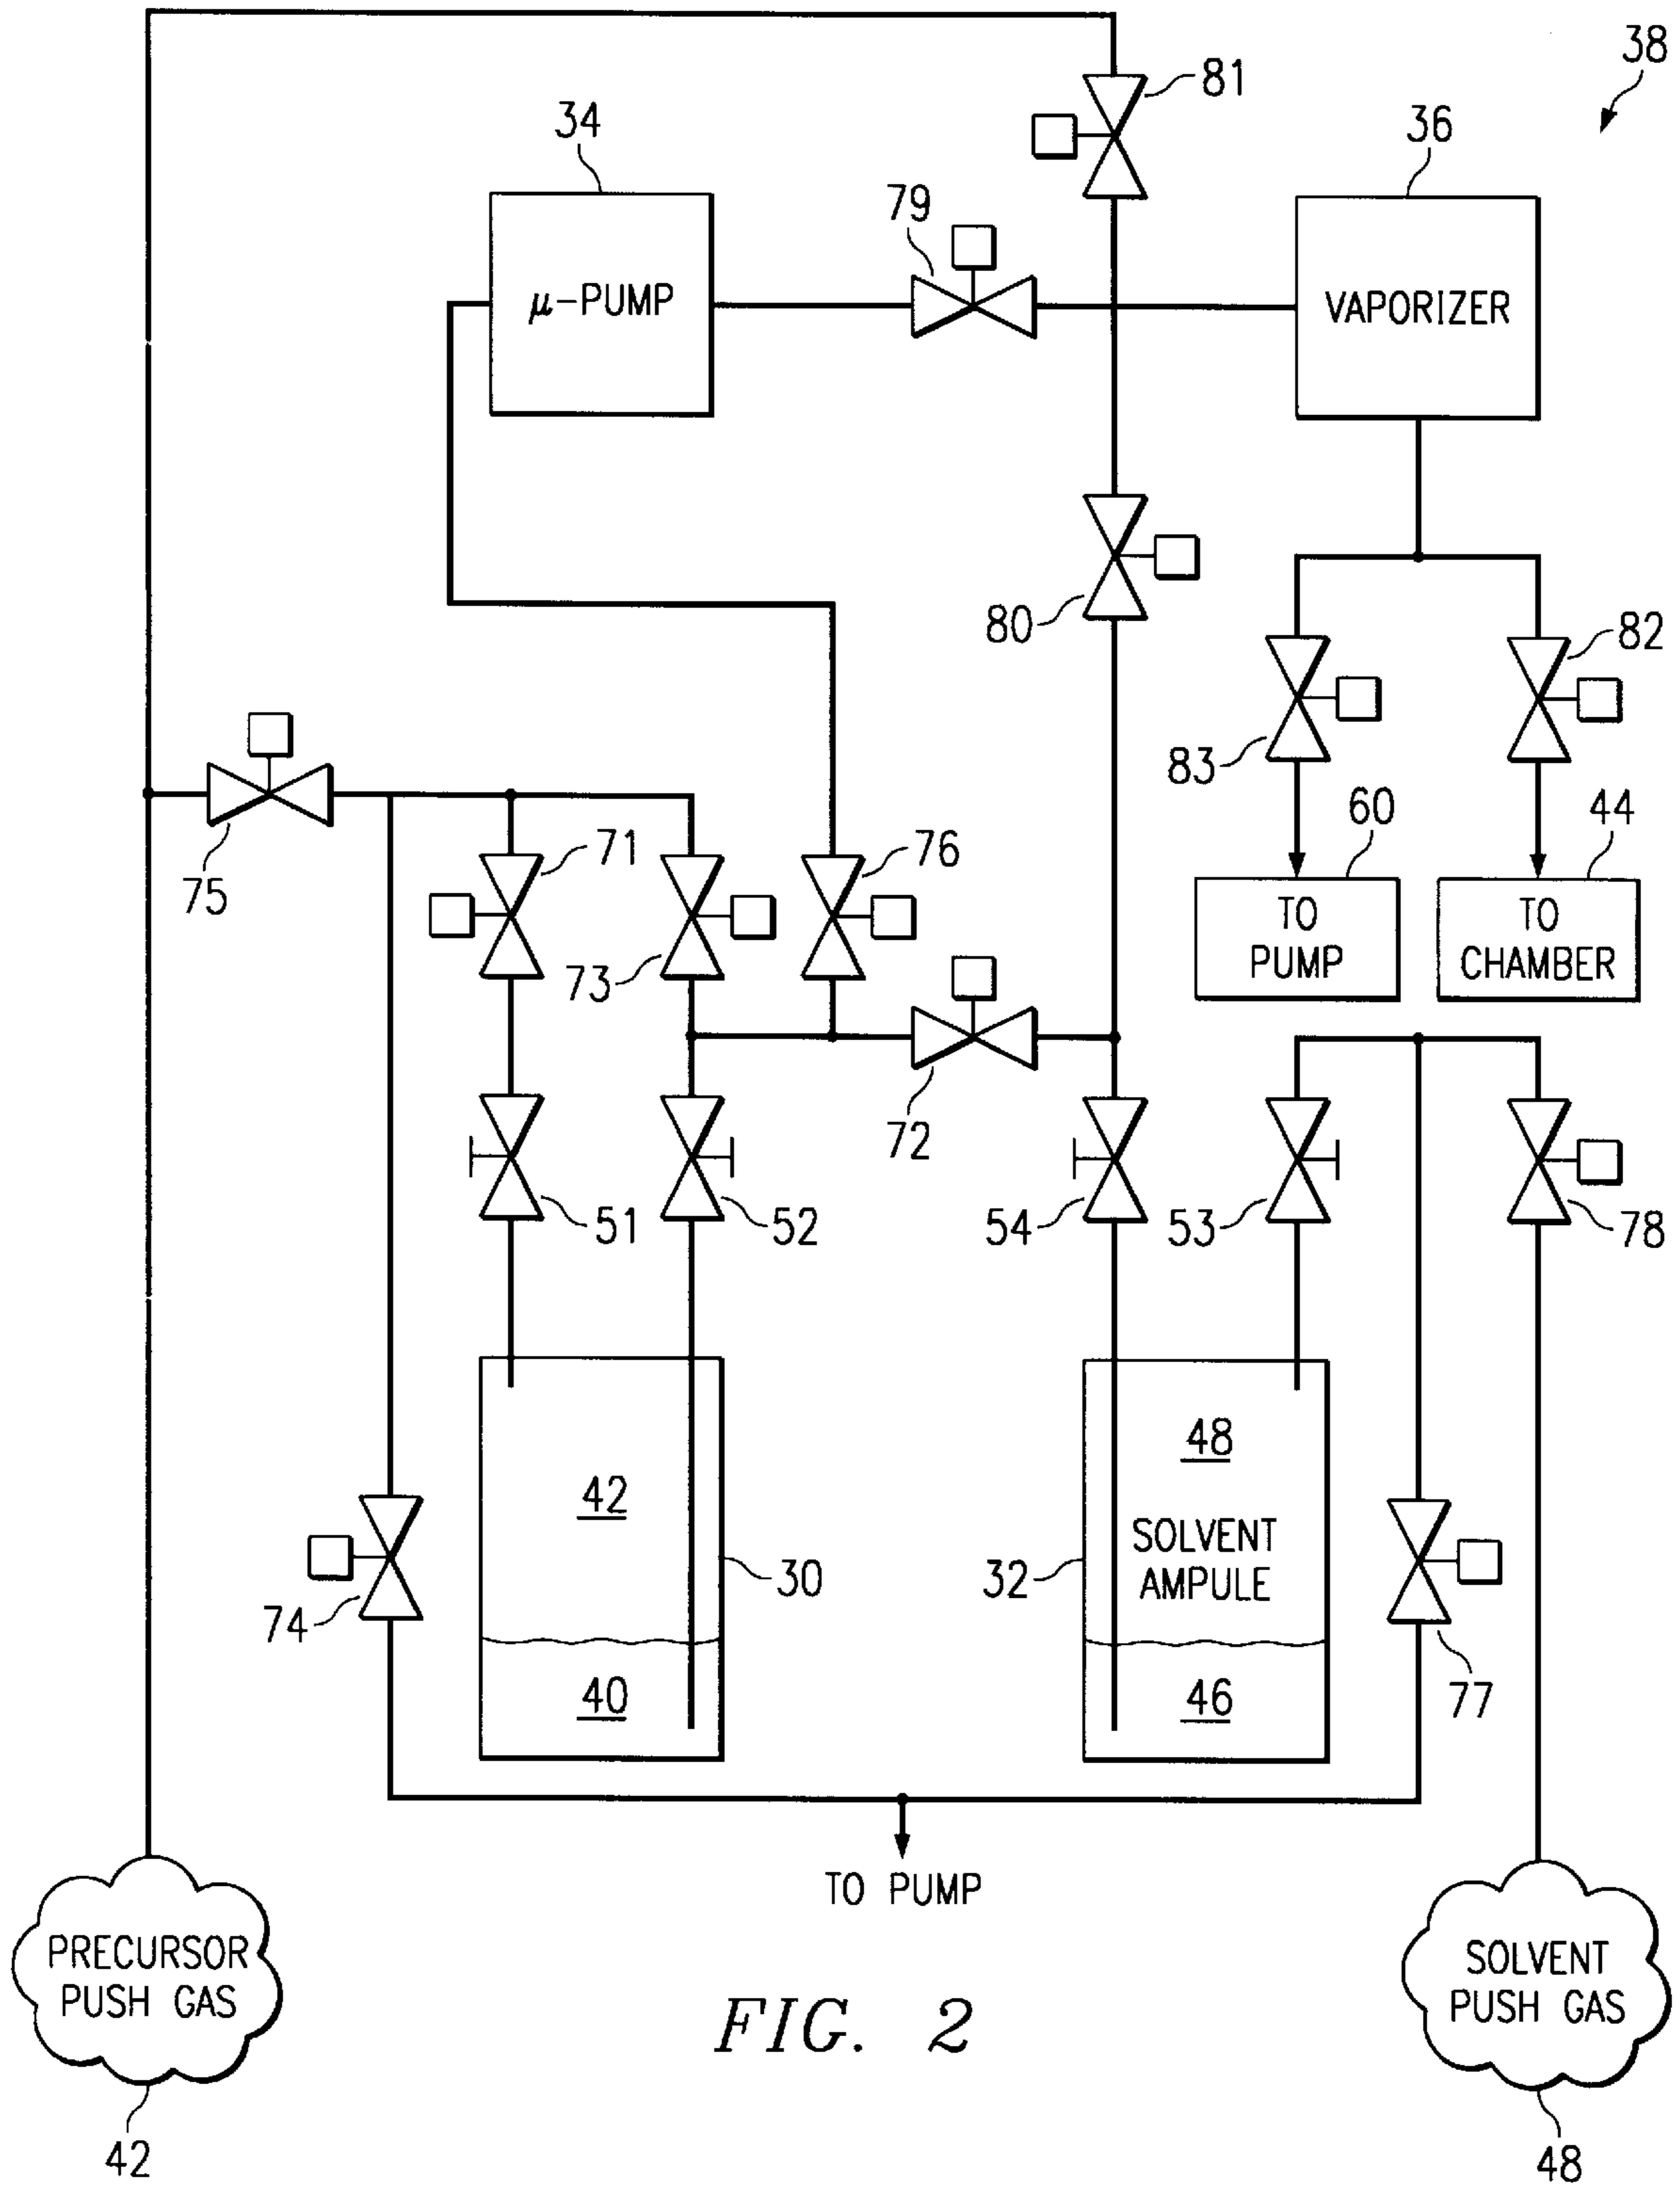 38
81
34
36
79
μ-PUMP
VAPORIZER
80
82
83
75
71
76
60
44
73
TO
PUMP
TO
CHAMBER
72
51
52
54
53
78
42
48
SOLVENT
AMPULE
30
32
74
40
46
77
TO PUMP
PRECURSOR
PUSH GAS
SOLVENT
PUSH GAS
FIG. 2
42
48